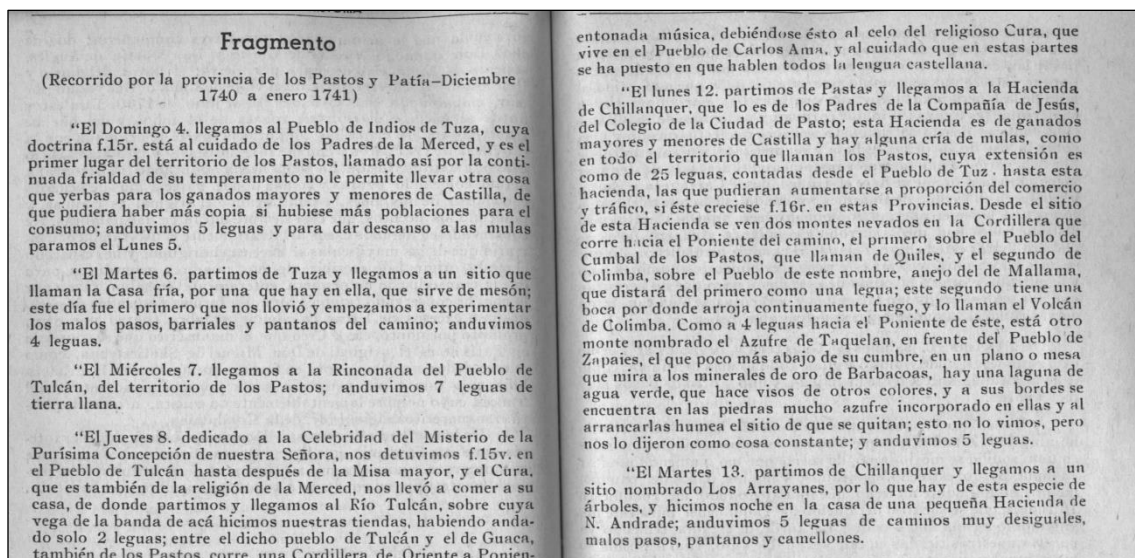 Fragmento
(Recorrido por la provincia de los Pastos y Patía—Diciembre
1740 a enero 1741)
“El Domingo 4. llegamos al Pueblo de Indios de Tuza, cuya
doctrina f.15r. está al cuidado de los Padres de la Merced, y es el
primer lugar del territorio de los Pastos, llamado así por la conti-
nuada frialdad de su temperamento no le permite llevar otra cosa
que yerbas para los ganados mayores y menores de Castilla, de
que pudiera haber más copia si hubiese más poblaciones para el
consumo; anduvimos 5 leguas y para dar descanso a las mulas
paramos el Lunes 5.
“El Martes 6. partimos de Tuza y llegamos a un sitio que
llaman la Casa fría, por una que hay en ella, que sirve de mesón;
este día fue el primero que nos llovió y empezamos a experimentar
los malos pasos, barriales y pantanos del camino; anduvimos
4 leguas.
“El Miércoles 7. llegamos a la Rinconada del Pueblo de
Tulcán, del territorio de los Pastos; anduvimos 7 leguas de
tierra llana.
“El Jueves 8. dedicado a la Celebridad del Misterio de la
Purísima Concepción de nuestra Señora, nos detuvimos f.15v. en
el Pueblo de Tulcán hasta después de la Misa mayor, y el Cura,
que es también de la religión de la Merced, nos llevó a comer a su
casa, de donde partimos y llegamos al Río Tulcán, sobre cuya
vega de la banda de acá hicimos nuestras tiendas, habiendo anda-
do solo 2 leguas; entre el dicho pueblo de Tulcán y el de Guaca,
también de los Pastos, corre una Cordillera de Oriente a Ponien-
entonada música, debiéndose ésto al celo del religioso Cura, que
vive en el Pueblo de Carlos Ama, y al cuidado que en estas partes
se ha puesto en que hablen todos la lengua castellana.
“El lunes 12. partimos de Pastas y llegamos a la Hacienda
de Chillanquer, que lo es de los Padres de la Compañía de Jesús,
del Colegio de la Ciudad de Pasto; esta Hacienda es de ganados
mayores y menores de Castilla y hay alguna cría de mulas, como
en todo el territorio que llaman los Pastos, cuya extensión es
como de 25 leguas, contadas desde el Pueblo de Tuz. hasta esta
hacienda, las que pudieran aumentarse a proporción del comercio
y tráfico, si éste creciese f.16r. en estas Provincias. Desde el sitio
de esta Hacienda se ven dos montes nevados en la Cordillera que
corre hacia el Poniente del camino, el primero sobre el Pueblo del
Cumbal de los Pastos, que llaman de Quiles, y el segundo de
Colimba, sobre el Pueblo de este nombre, anejo del de Mallama,
que distará del primero como una legua; este segundo tiene una
boca por donde arroja continuamente fuego, y lo llaman el Volcán
de Colimba. Como a 4 leguas hacia el Poniente de éste, está otro
monte nombrado el Azufre de Taquelan, en frente del Pueblo de
Zapaies, el que poco más abajo de su cumbre, en un plano o mesa
que mira a los minerales de oro de Barbacoas, hay una laguna de
agua verde, que hace visos de otros colores, y a sus bordes se
encuentra en las piedras mucho azufre incorporado en ellas y al
arrancarlas humea el sitio de que se quitan; esto no lo vimos, pero
nos lo dijeron como cosa constante; y anduvimos 5 leguas.
“El Martes 13. partimos de Chillanquer y llegamos a un
sitio nombrado Los Arrayanes, por lo que hay de esta especie de
árboles, y hicimos noche en la casa de una pequeña Hacienda de
N. Andrade; anduvimos 5 leguas de caminos muy desiguales,
malos pasos, pantanos y camellones.